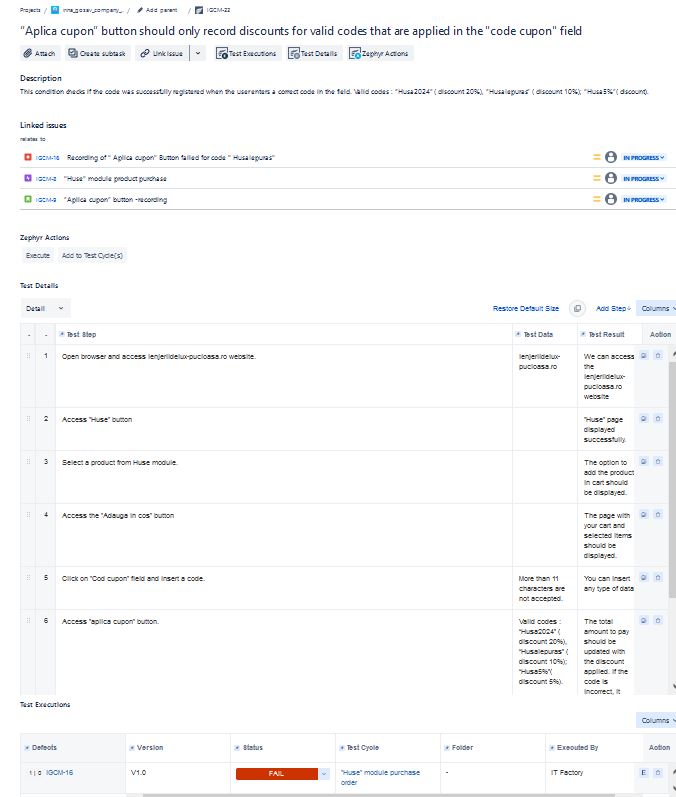 Projects / irina_gosav_company_... / Add parent / IGCM-22
"Aplica cupon" button should only record discounts for valid codes that are applied in the "code cupon" field
Attach Create subtask Link issue Test Executions Test Details Zephyr Actions
Description
This condition checks if the code was successfully registered when the user enters a correct code in the field. Valid codes : "Husa2024" ( discount 20%), "Husaiepuras" ( discount 10%); "Husa5%"( discount).
Linked issues
relates to
IGCM-16 Recording of " Aplica cupon" Button failed for code " Husaiepuras" IN PROGRESS
IGCM-2 "Huse" module product purchase IN PROGRESS
IGCM-9 "Aplica cupon" button -recording IN PROGRESS
Zephyr Actions
Execute Add to Test Cycle(s)
Test Details
Detail Restore Default Size Add Step Columns
- - Test Step Test Data Test Result Action
1 Open browser and access lenjeriidelux-pucioasa.ro website. lenjeriidelux- We can access
pucioasa.ro the
lenjeriidelux-
pucioasa.ro
website
2 Access "Huse" button "Huse" page
displayed
successfully.
3 Select a product from Huse module. The option to
add the product
in cart should
be displayed.
4 Access the "Adauga in cos" button The page with
your cart and
selected items
should be
displayed.
5 Click on "Cod cupon" field and insert a code. More than 11 You can insert
characters are any type of data
not accepted.
6 Access "aplica cupon" button. Valid codes : The total
"Husa2024" ( amount to pay
discount 20%), should be
"Husaiepuras" ( updated with
discount 10%); the discount
"Husa5%"( applied. If the
discount 5%). code is
incorrect, it
Test Executions
Columns
Defects Version Status Test Cycle Folder Executed By Action
1 | 0 IGCM-16 V1.0 FAIL "Huse" module purchase - IT Factory E
order